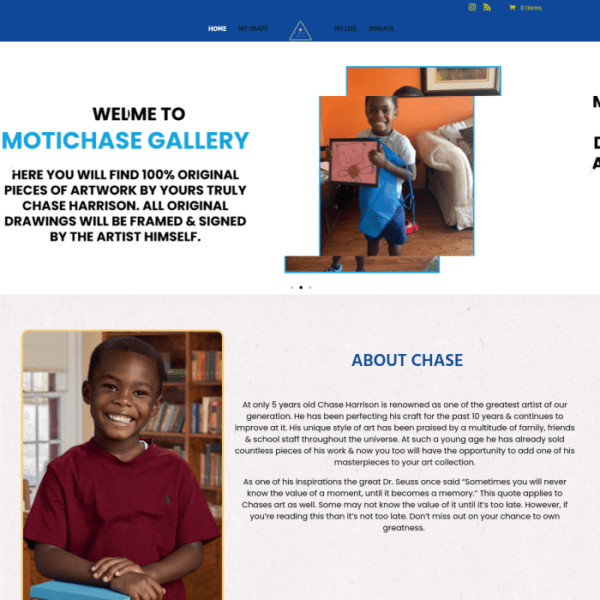 0 Items
HOME MY CRAFT MY LIFE DONATE
WELCOME TO
MOTICHASE GALLERY
HERE YOU WILL FIND 100% ORIGINAL
PIECES OF ARTWORK BY YOURS TRULY
CHASE HARRISON. ALL ORIGINAL
DRAWINGS WILL BE FRAMED & SIGNED
BY THE ARTIST HIMSELF.
ABOUT CHASE
At only 5 years old Chase Harrison is renowned as one of the greatest artist of our
generation. He has been perfecting his craft for the past 10 years & continues to
improve at it. His unique style of art has been praised by a multitude of family, friends
& school staff throughout the universe. At such a young age he has already sold
countless pieces of his work & now you too will have the opportunity to add one of his
masterpieces to your art collection.
As one of his inspirations the great Dr. Seuss once said “Sometimes you will never
know the value of a moment, until it becomes a memory.” This quote applies to
Chases art as well. Some may not know the value of it until it’s too late. However, if
you’re reading this than it’s not too late. Don’t miss out on your chance to own
greatness.